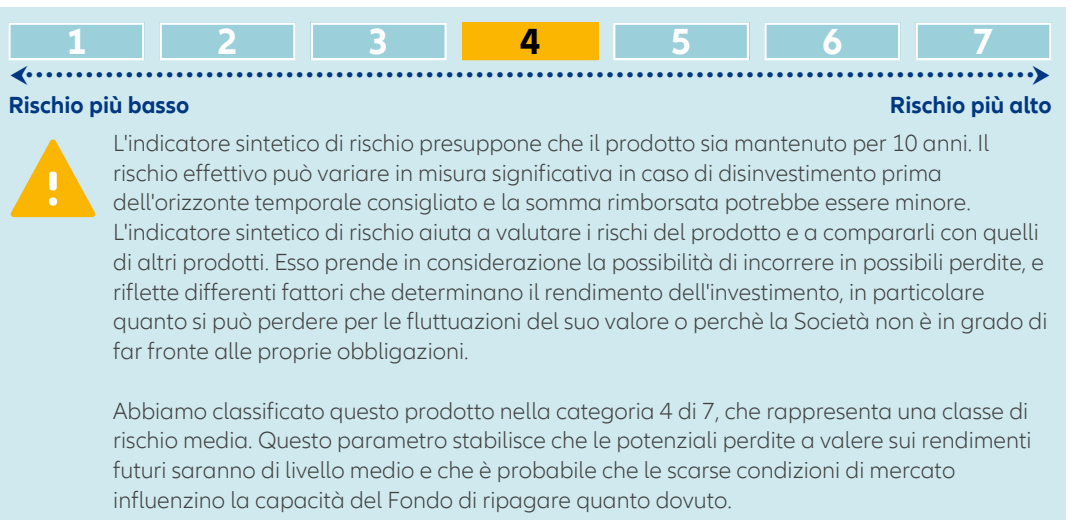 1 2 3 4 5 6 7
Rischio più basso Rischio più alto
L'indicatore sintetico di rischio presuppone che il prodotto sia mantenuto per 10 anni. Il
rischio effettivo può variare in misura significativa in caso di disinvestimento prima
dell'orizzonte temporale consigliato e la somma rimborsata potrebbe essere minore.
L'indicatore sintetico di rischio aiuta a valutare i rischi del prodotto e a compararli con quelli
di altri prodotti. Esso prende in considerazione la possibilità di incorrere in possibili perdite, e
riflette differenti fattori che determinano il rendimento dell'investimento, in particolare
quanto si può perdere per le fluttuazioni del suo valore o perchè la Società non è in grado di
far fronte alle proprie obbligazioni.
Abbiamo classificato questo prodotto nella categoria 4 di 7, che rappresenta una classe di
rischio media. Questo parametro stabilisce che le potenziali perdite a valere sui rendimenti
futuri saranno di livello medio e che è probabile che le scarse condizioni di mercato
influenzino la capacità del Fondo di ripagare quanto dovuto.